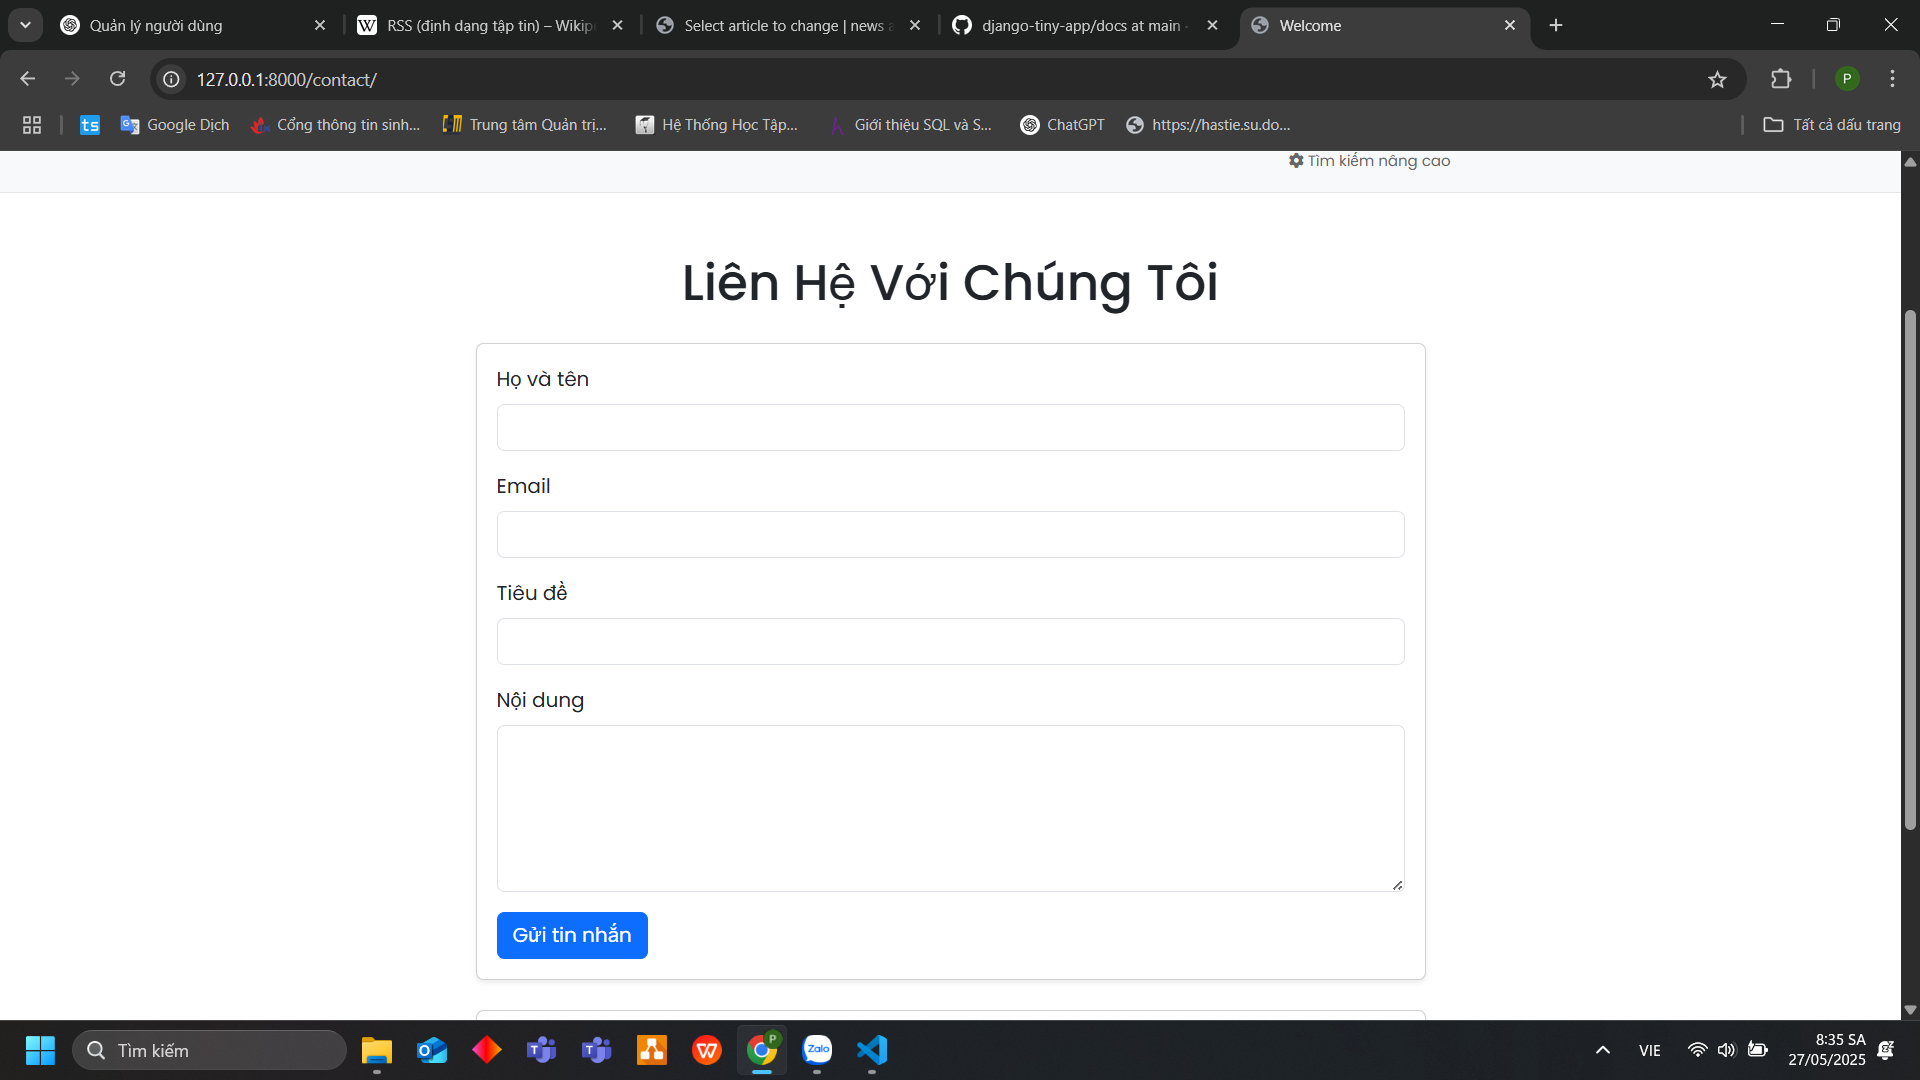 Quản lý người dùng
RSS (định dạng tập tin) – Wikip
Select article to change | news a
django-tiny-app/docs at main
Welcome
127.0.0.1:8000/contact/
P
ts
Google Dịch
Cổng thông tin sinh...
Trung tâm Quản trị...
Hệ Thống Học Tập...
Giới thiệu SQL và S...
ChatGPT
https://hastie.su.do...
Tất cả dấu trang
Tìm kiếm nâng cao
Liên Hệ Với Chúng Tôi
Họ và tên
Email
Tiêu đề
Nội dung
Gửi tin nhắn
Tìm kiếm
Zalo
VIE
8:35 SA
27/05/2025